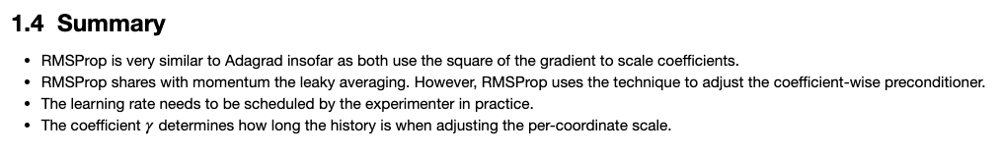 1.4 Summary
• RMSProp is very similar to Adagrad insofar as both use the square of the gradient to scale coefficients.
• RMSProp shares with momentum the leaky averaging. However, RMSProp uses the technique to adjust the coefficient-wise preconditioner.
• The learning rate needs to be scheduled by the experimenter in practice.
• The coefficient γ determines how long the history is when adjusting the per-coordinate scale.